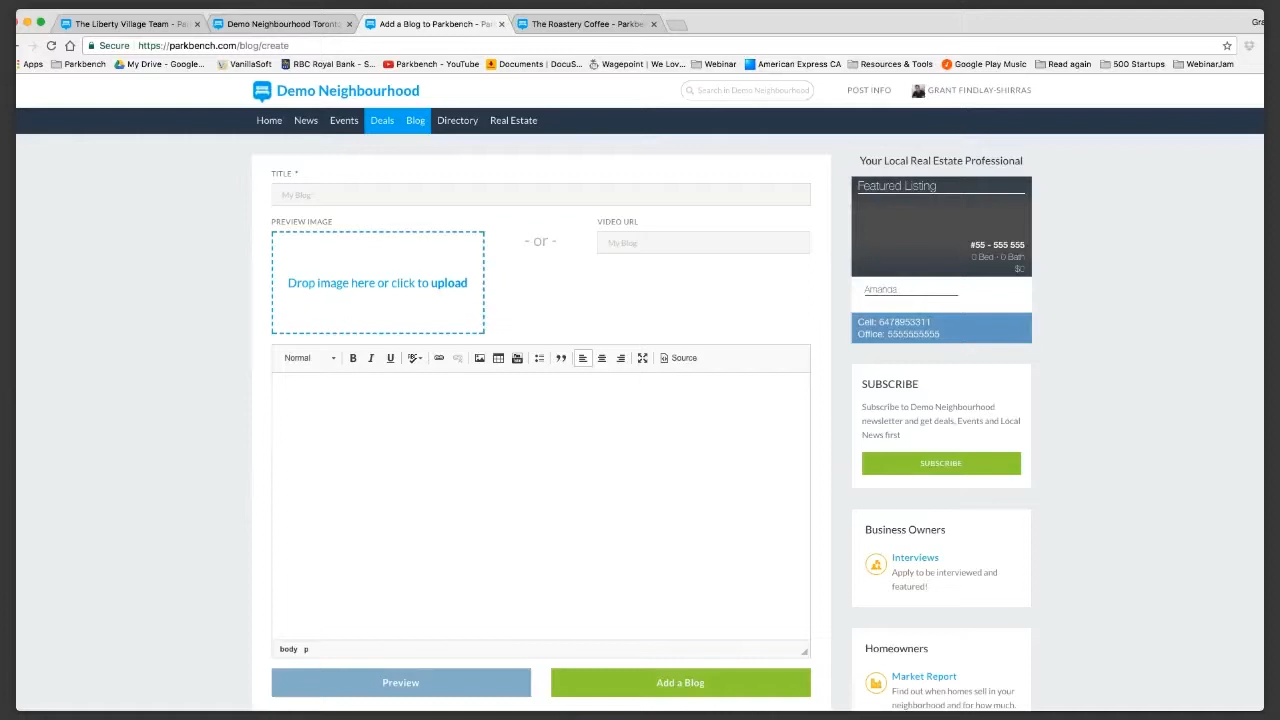 The Liberty Village Team - Pa
Demo Neighbourhood Toronto
Add a Blog to Parkbench - Par
The Roastery Coffee - Parkbe
Gra
Secure https://parkbench.com/blog/create
Apps Parkbench My Drive - Google... VanillaSoft RBC Royal Bank - S... Parkbench - YouTube Documents | DocuS... Wagepoint | We Lov... Webinar American Express CA Resources & Tools Google Play Music Read again 500 Startups WebinarJam
Demo Neighbourhood
Search in Demo Neighbourhood
POST INFO
GRANT FINDLAY-SHIRRAS
Home News Events Deals Blog Directory Real Estate
TITLE *
My Blog
PREVIEW IMAGE
Drop image here or click to upload
- or -
VIDEO URL
My Blog
Normal B I U Source
body p
Preview
Add a Blog
Your Local Real Estate Professional
Featured Listing
#55 - 555 555
0 Bed · 0 Bath
$0
Amanda
Cell: 6478953311
Office: 5555555555
SUBSCRIBE
Subscribe to Demo Neighbourhood
newsletter and get deals, Events and Local
News first
SUBSCRIBE
Business Owners
Interviews
Apply to be interviewed and
featured!
Homeowners
Market Report
Find out when homes sell in your
neighborhood and for how much.